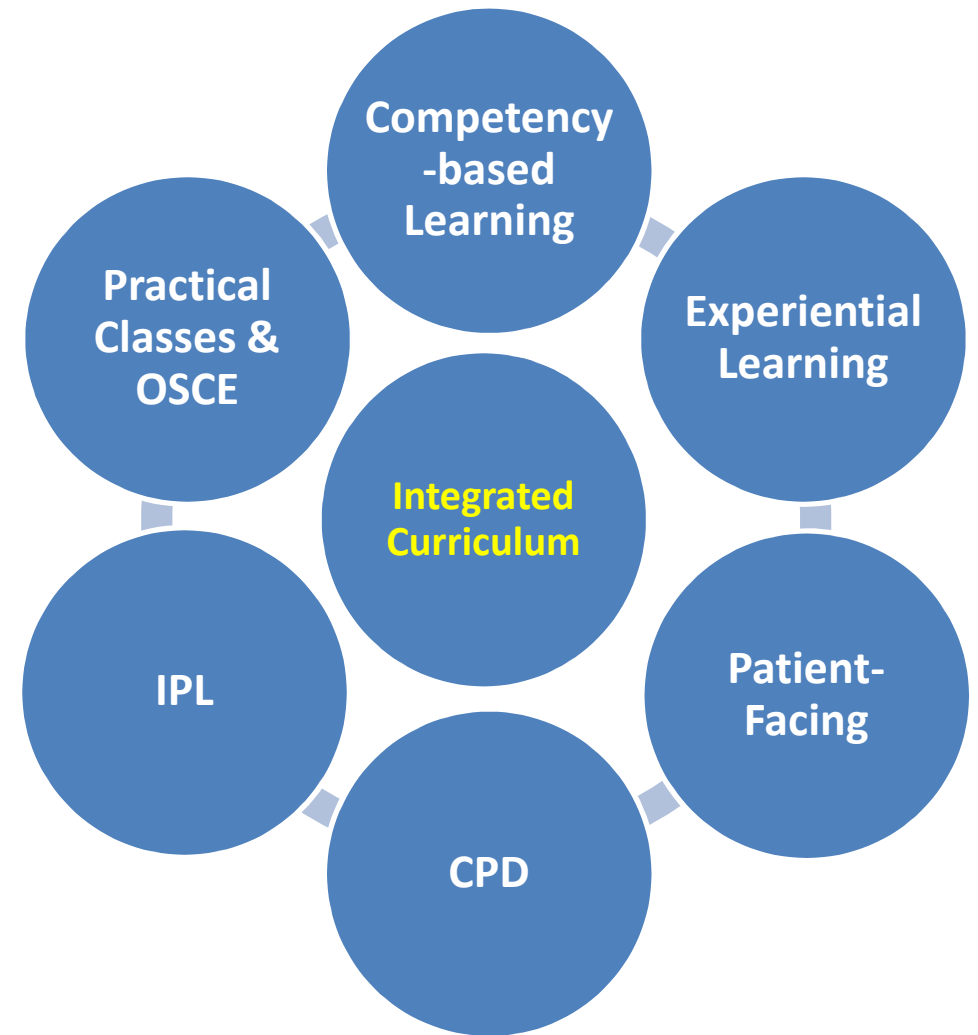 Competency
-based
Learning
Experiential
Learning
Patient-
Facing
CPD
IPL
Practical
Classes &
OSCE
Integrated
Curriculum